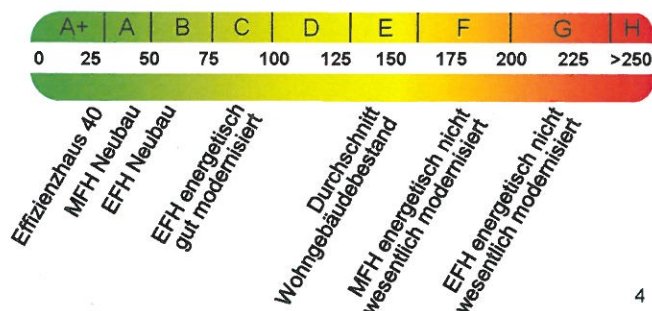 A+ A B C D E F G H
0 25 50 75 100 125 150 175 200 225 >250
Effizienzhaus 40
MFH Neubau
EFH Neubau
EFH energetisch
gut modernisiert
Durchschnitt
Wohngebäudebestand
MFH energetisch nicht
wesentlich modernisiert
EFH energetisch nicht
wesentlich modernisiert
4